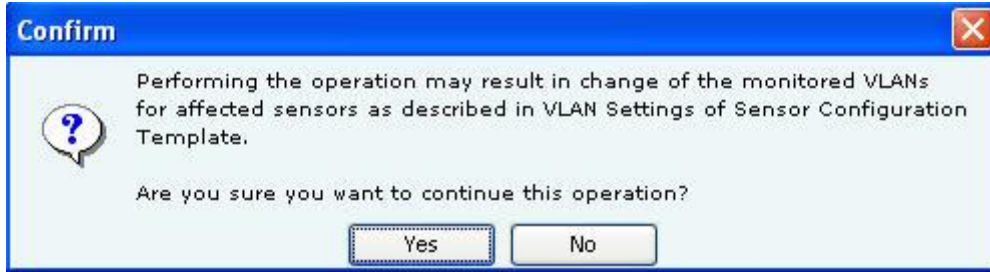 Confirm
Performing the operation may result in change of the monitored VLANs
for affected sensors as described in VLAN Settings of Sensor Configuration
Template.
Are you sure you want to continue this operation?
Yes
No